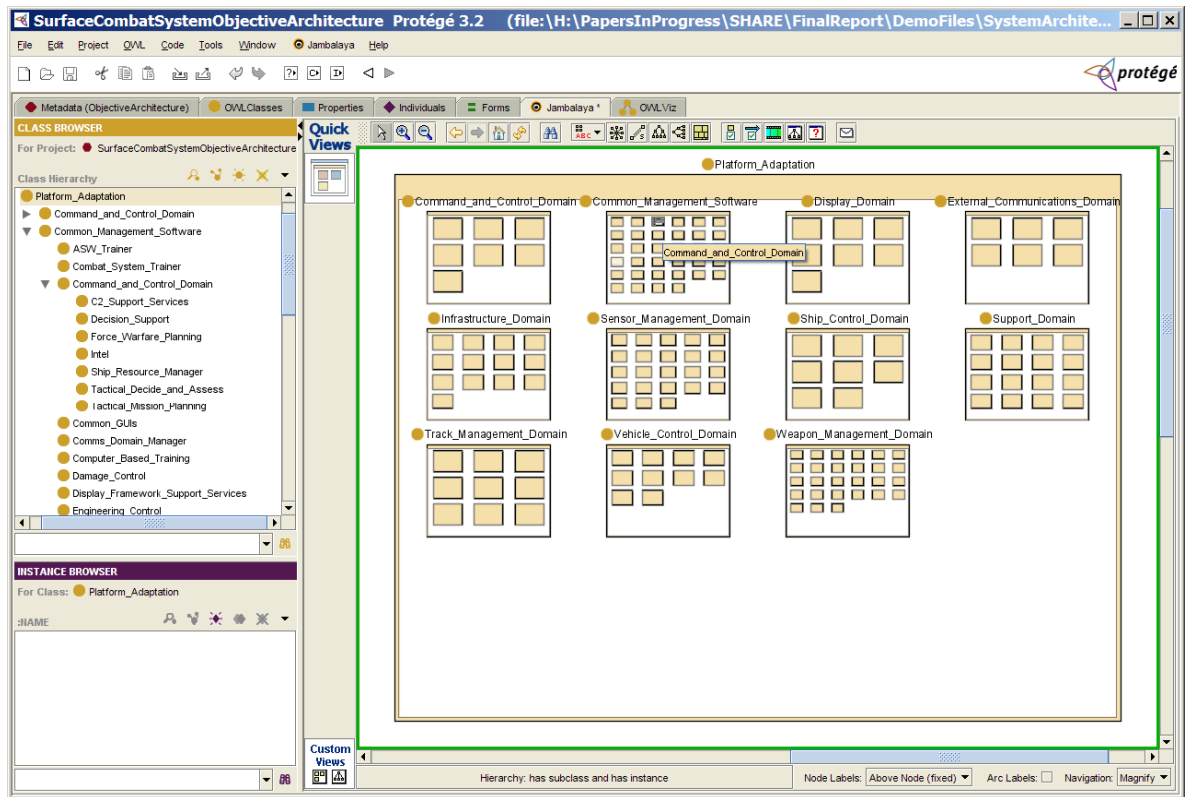 SurfaceCombatSystemObjectiveArchitecture Protégé 3.2 (file:\H:\PapersInProgress\SHARE\FinalReport\DemoFiles\SystemArchite...
File Edit Project OWL Code Tools Window Jambalaya Help
protégé
Metadata (ObjectiveArchitecture) OWLClasses Properties Individuals Forms Jambalaya * OWLViz
CLASS BROWSER
For Project: SurfaceCombatSystemObjectiveArchitecture
Class Hierarchy
Platform_Adaptation
Command_and_Control_Domain
Common_Management_Software
ASW_Trainer
Combat_System_Trainer
Command_and_Control_Domain
C2_Support_Services
Decision_Support
Force_Warfare_Planning
Intel
Ship_Resource_Manager
Tactical_Decide_and_Assess
Tactical_Mission_Planning
Common_GUIs
Comms_Domain_Manager
Computer_Based_Training
Damage_Control
Display_Framework_Support_Services
Engineering_Control
INSTANCE BROWSER
For Class: Platform_Adaptation
:NAME
Quick
Views
ABC
Platform_Adaptation
Command_and_Control_Domain Common_Management_Software Display_Domain External_Communications_Domain
Command_and_Control_Domain
Infrastructure_Domain Sensor_Management_Domain Ship_Control_Domain Support_Domain
Track_Management_Domain Vehicle_Control_Domain Weapon_Management_Domain
Custom
Views
Hierarchy: has subclass and has instance Node Labels: Above Node (fixed) Arc Labels: Navigation: Magnify